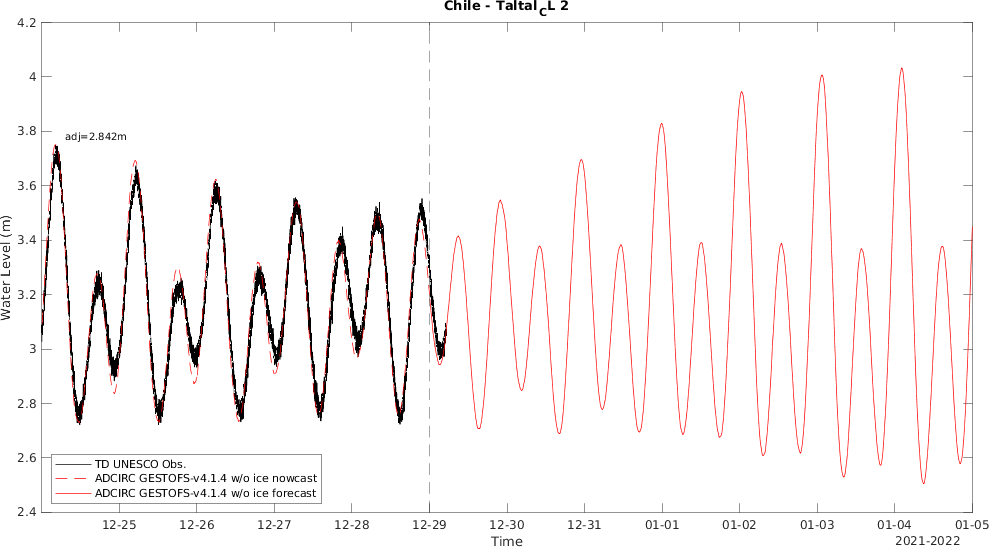 Chile - Taltal_CL 2
4.2
4
3.8
3.6
3.4
3.2
3
2.8
2.6
2.4
Water Level (m)
adj=2.842m
TD UNESCO Obs.
ADCIRC GESTOFS-v4.1.4 w/o ice nowcast
ADCIRC GESTOFS-v4.1.4 w/o ice forecast
12-25 12-26 12-27 12-28 12-29 12-30 12-31 01-01 01-02 01-03 01-04 01-05
Time
2021-2022